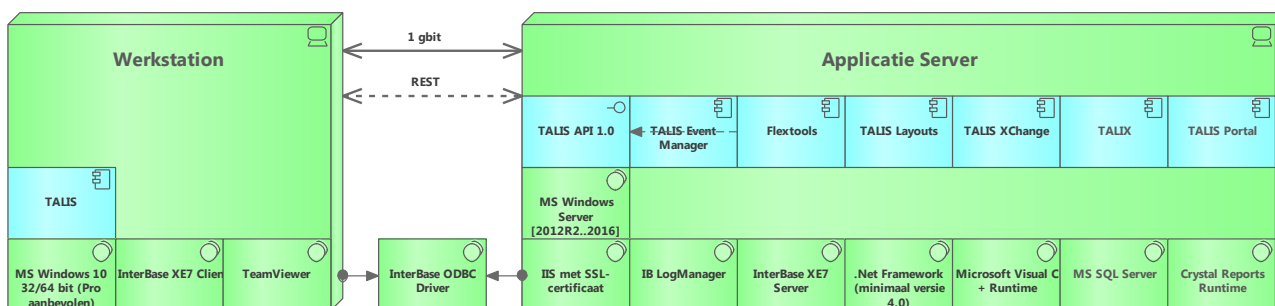 1 gbit
Werkstation
Applicatie Server
REST
TALIS API 1.0
TALIS Event
Manager
Flextools
TALIS Layouts
TALIS XChange
TALIX
TALIS Portal
TALIS
MS Windows
Server
[2012R2..2016]
MS Windows 10
32/64 bit (Pro
aanbevolen)
InterBase XE7 Clien
TeamViewer
InterBase ODBC
Driver
IIS met SSL-
certificaat
IB LogManager
InterBase XE7
Server
.Net Framework
(minimaal versie
4.0)
Microsoft Visual C
+ Runtime
MS SQL Server
Crystal Reports
Runtime